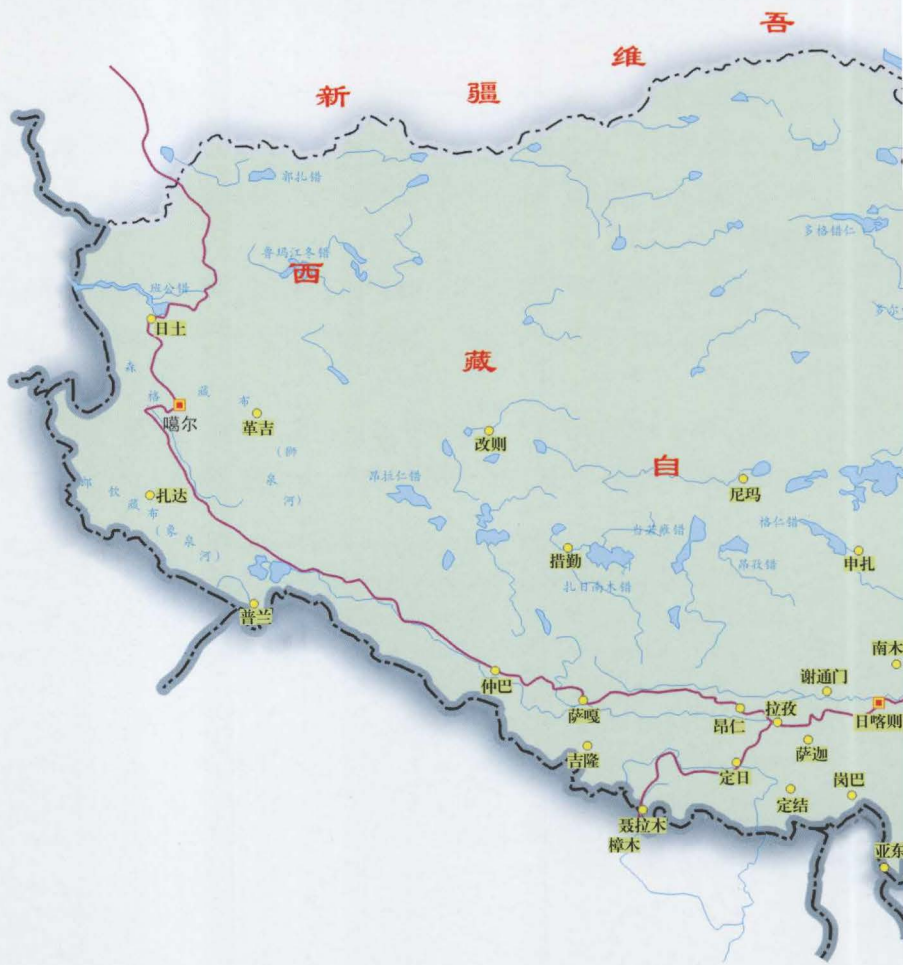 新 疆 维 吾
西 藏 自
郭扎错
鲁玛江冬错
多格错仁
多尔
班公错
日土
森 格 藏 布
(狮 泉 河)
噶尔
革吉
改则
昂拉仁错
尼玛
扎达
钦 藏 布
(象 泉 河)
格仁错
措勤
扎日南木错
昂孜错
申扎
普兰
仲巴
萨嘎
谢通门
南木
昂仁
拉孜
日喀则
吉隆
萨迦
定日
定结
岗巴
聂拉木
樟木
亚东